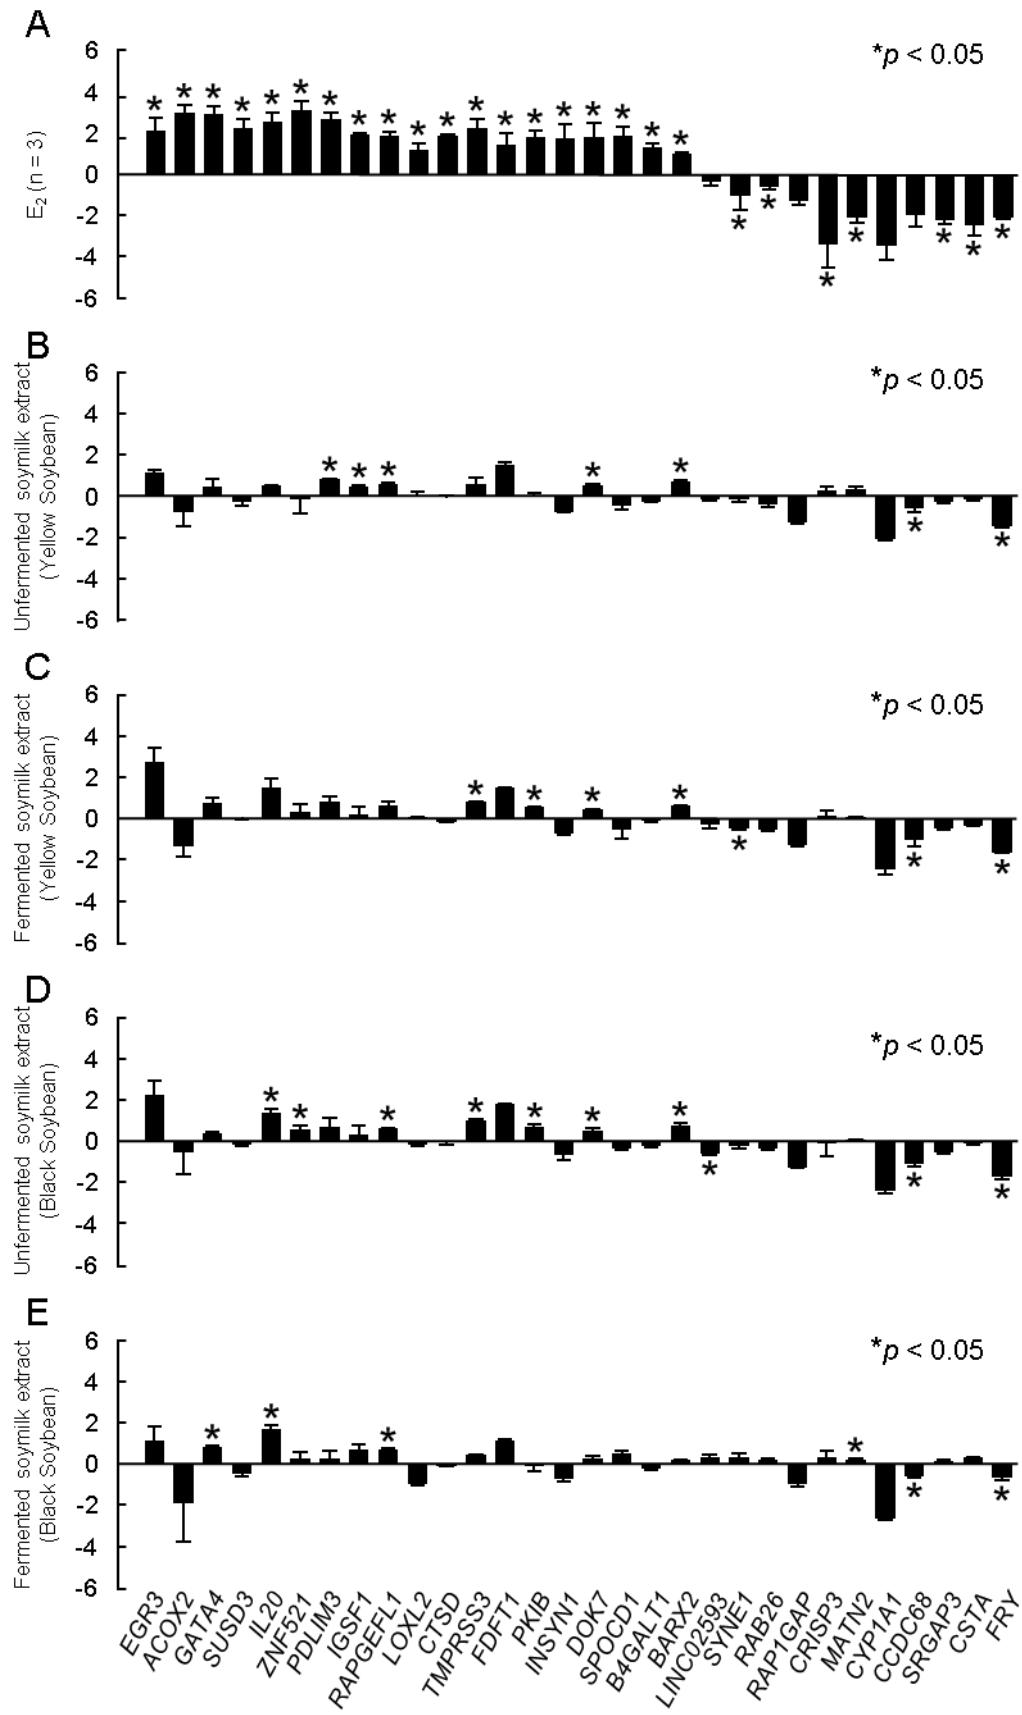 A
*p < 0.05
6
4
2
0
-2
-4
-6
E2 (n = 3)
B
*p < 0.05
6
4
2
0
-2
-4
-6
Unfermented soymilk extract
(Yellow Soybean)
C
*p < 0.05
6
4
2
0
-2
-4
-6
Fermented soymilk extract
(Yellow Soybean)
D
*p < 0.05
6
4
2
0
-2
-4
-6
Unfermented soymilk extract
(Black Soybean)
E
*p < 0.05
6
4
2
0
-2
-4
-6
Fermented soymilk extract
(Black Soybean)
EGR3
ACOX2
GATA4
SUSD3
IL20
ZNF521
PDLIM3
IGSF1
RAPGEFL1
LOXL2
CTSD
TMPRSS3
FDFT1
PKIB
INSYN1
DOK7
SPOCD1
B4GALT1
BARX2
LINC02593
SYNE1
RAB26
RAP1GAP
CRISP3
MATN2
CYP1A1
CCDC68
SRGAP3
CSTA
FRY